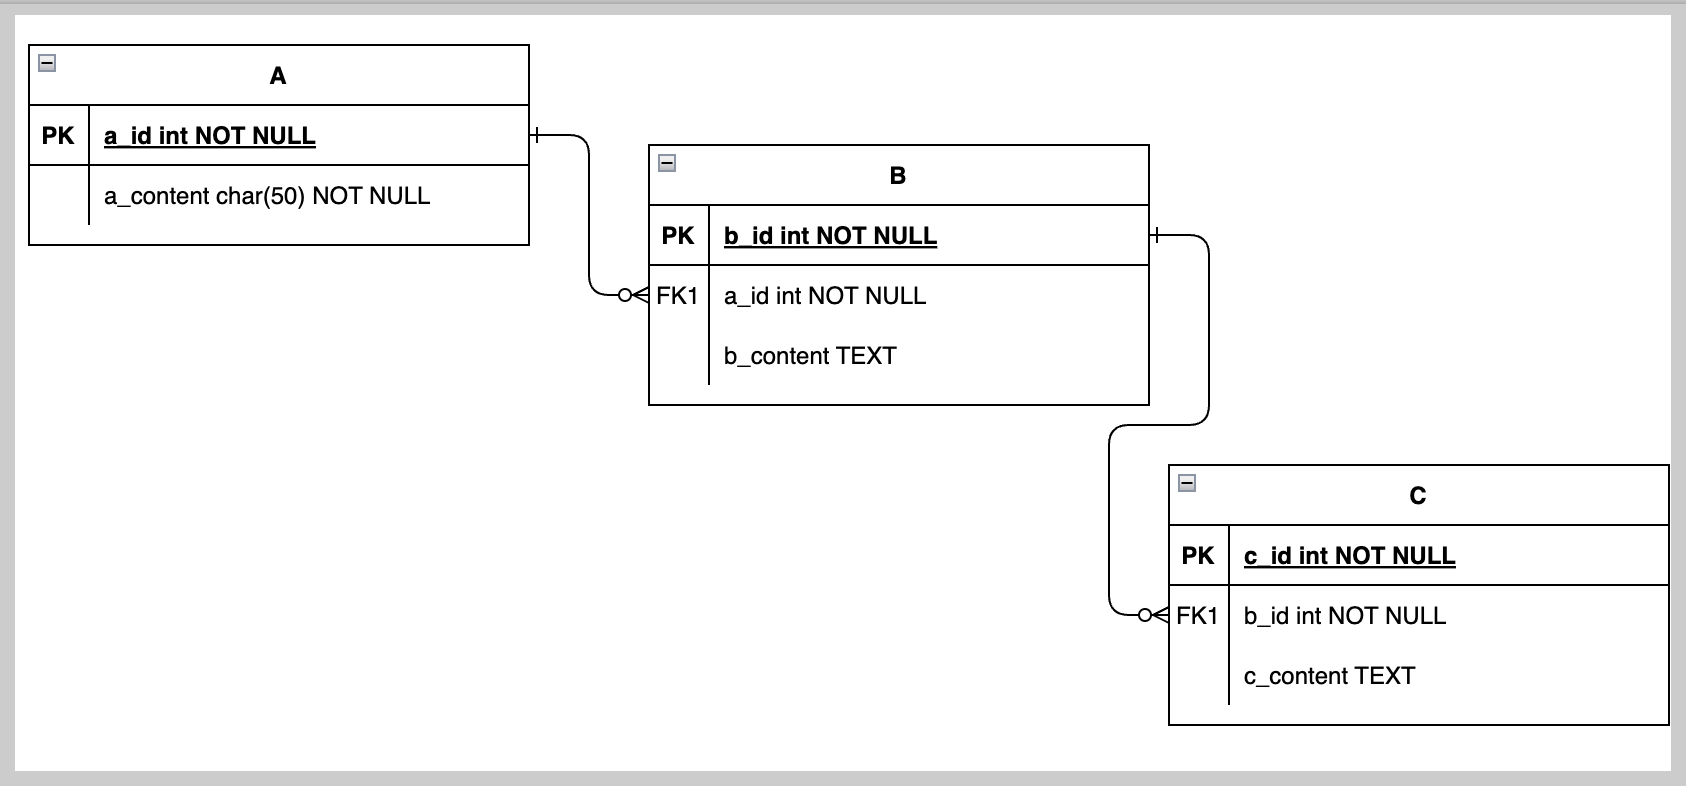 A
PK a_id int NOT NULL
a_content char(50) NOT NULL
B
PK b_id int NOT NULL
FK1 a_id int NOT NULL
b_content TEXT
C
PK c_id int NOT NULL
FK1 b_id int NOT NULL
c_content TEXT